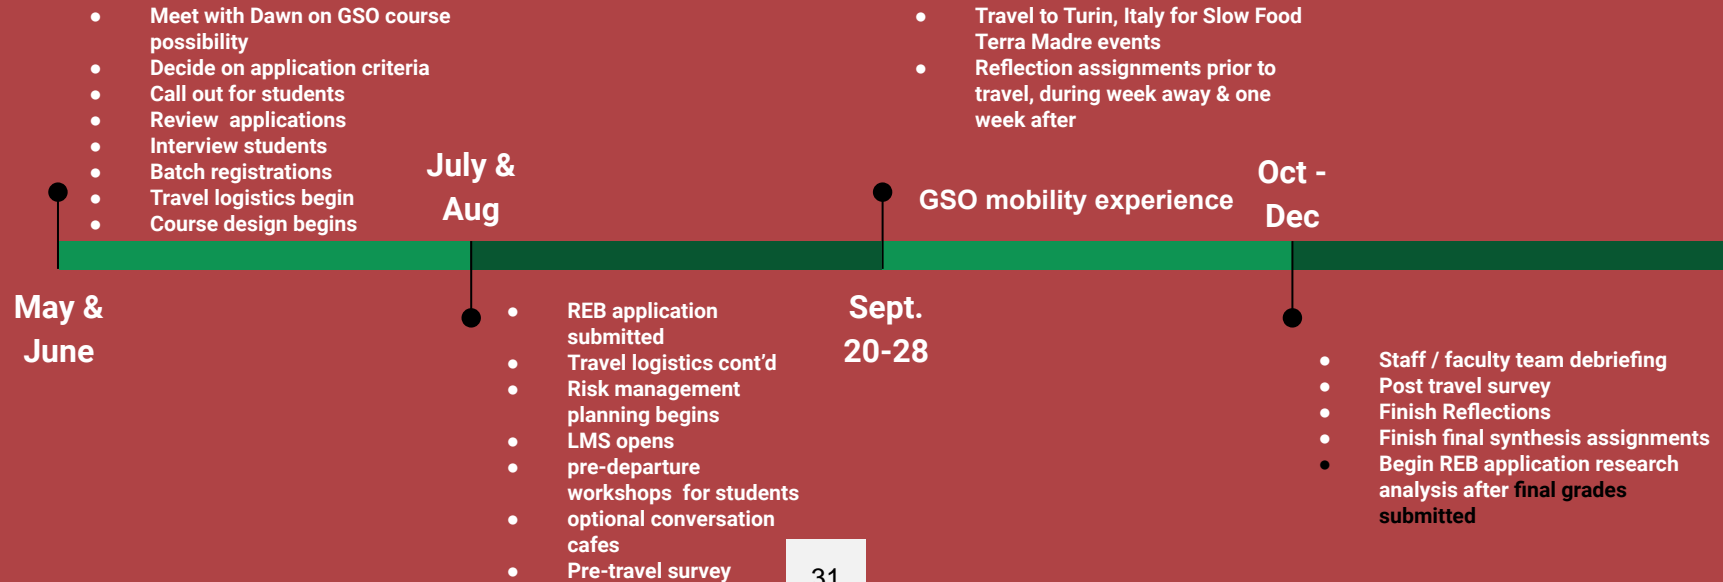 ● Meet with Dawn on GSO course
possibility
● Decide on application criteria
● Call out for students
● Review applications
● Interview students
● Batch registrations
● Travel logistics begin
● Course design begins
May &
June
July &
Aug
● REB application
submitted
● Travel logistics cont’d
● Risk management
planning begins
● LMS opens
● pre-departure
workshops for students
● optional conversation
cafes
● Pre-travel survey
● Travel to Turin, Italy for Slow Food
Terra Madre events
● Reflection assignments prior to
travel, during week away & one
week after
GSO mobility experience
Sept.
20-28
Oct -
Dec
● Staff / faculty team debriefing
● Post travel survey
● Finish Reflections
● Finish final synthesis assignments
● Begin REB application research
analysis after final grades
submitted
31